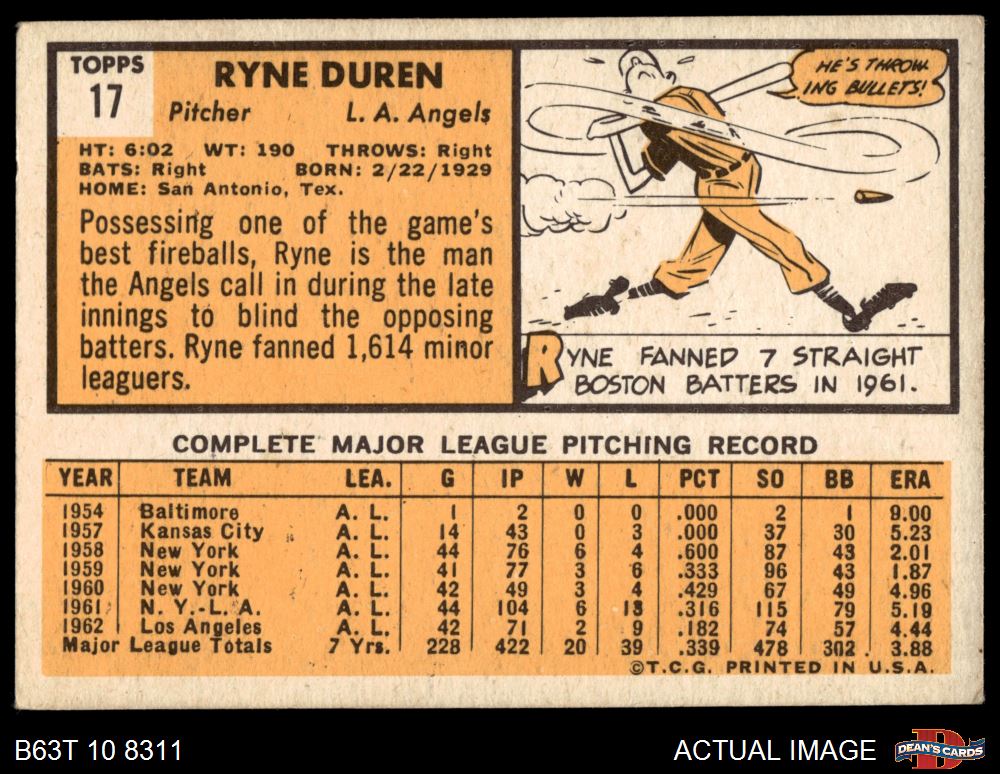 TOPPS
17
RYNE DUREN
Pitcher L. A. Angels
HT: 6:02 WT: 190 THROWS: Right
BATS: Right BORN: 2/22/1929
HOME: San Antonio, Tex.
Possessing one of the game's
best fireballs, Ryne is the man
the Angels call in during the late
innings to blind the opposing
batters. Ryne fanned 1,614 minor
leaguers.
HE'S THROW-
ING BULLETS!
RYNE FANNED 7 STRAIGHT
BOSTON BATTERS IN 1961.
COMPLETE MAJOR LEAGUE PITCHING RECORD
YEAR TEAM LEA. G IP W L PCT SO BB ERA
1954 Baltimore A. L. 1 2 0 0 .000 2 1 9.00
1957 Kansas City A. L. 14 43 0 3 .000 37 30 5.23
1958 New York A. L. 44 76 6 4 .600 87 43 2.01
1959 New York A. L. 41 77 3 6 .333 96 43 1.87
1960 New York A. L. 42 49 3 4 .429 67 49 4.96
1961 N. Y.-L. A. A. L. 44 104 6 13 .316 115 79 5.19
1962 Los Angeles A. L. 42 71 2 9 .182 74 57 4.44
Major League Totals 7 Yrs. 228 422 20 39 .339 478 302 3.88
©T.C.G. PRINTED IN U.S.A.
B63T 10 8311
ACTUAL IMAGE
DEAN'S CARDS